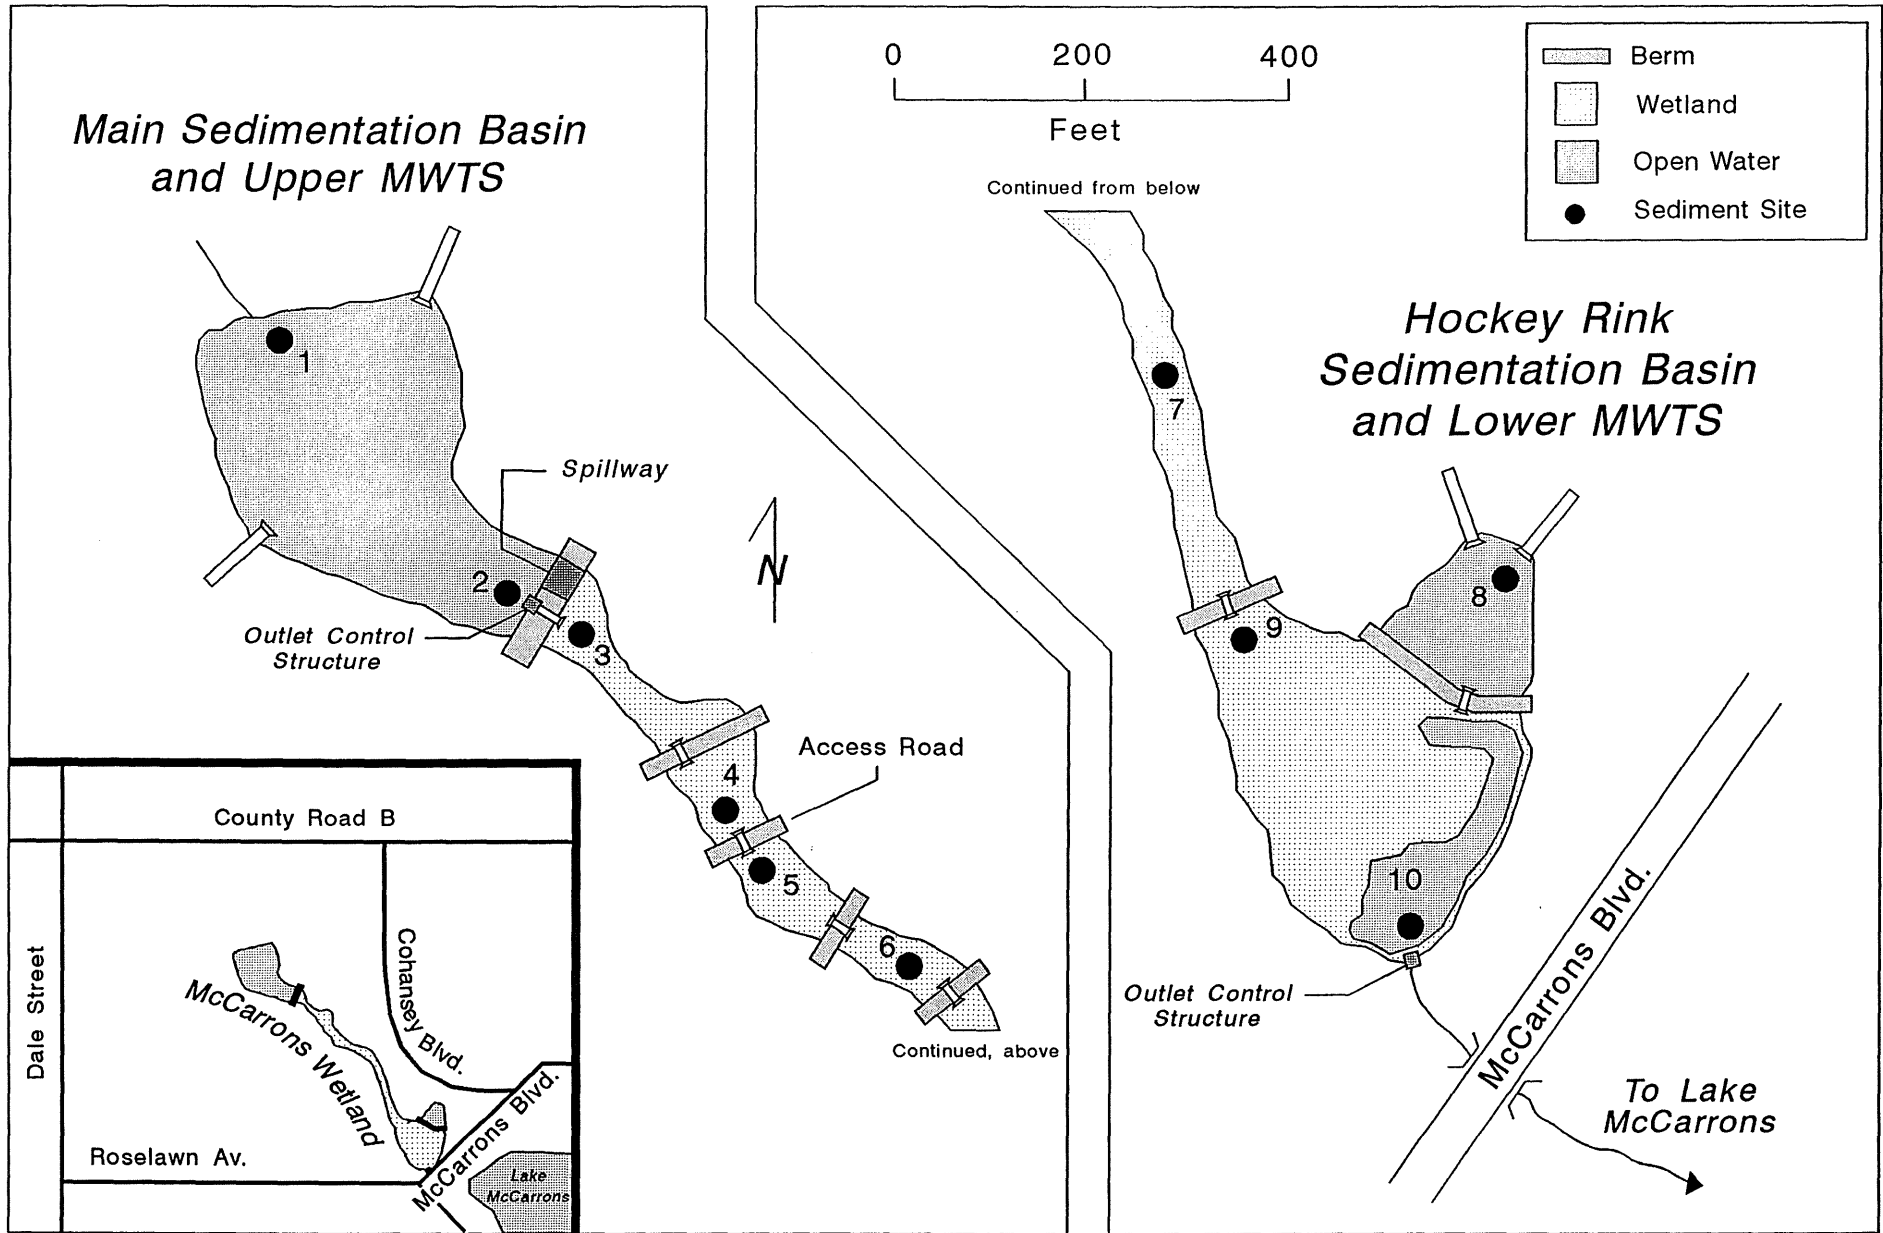 Main Sedimentation Basin
and Upper MWTS
0 200 400
Feet
Berm
Wetland
Open Water
Sediment Site
Continued from below
Hockey Rink
Sedimentation Basin
and Lower MWTS
1
Spillway
2
Outlet Control
Structure
3
N
4
Access Road
5
6
Continued, above
7
8
9
10
Outlet Control
Structure
McCarrons Blvd.
To Lake
McCarrons
County Road B
Dale Street
Cohansey Blvd.
McCarrons Wetland
McCarrons Blvd.
Roselawn Av.
Lake
McCarrons